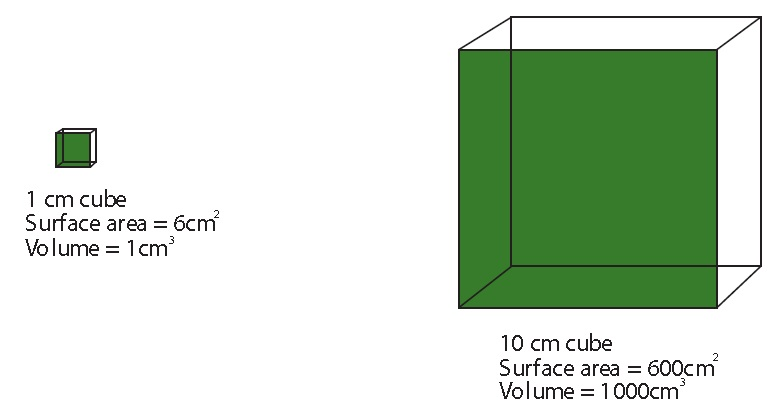 1 cm cube
Surface area = 6cm²
Volume = 1cm³
10 cm cube
Surface area = 600cm²
Volume = 1000cm³